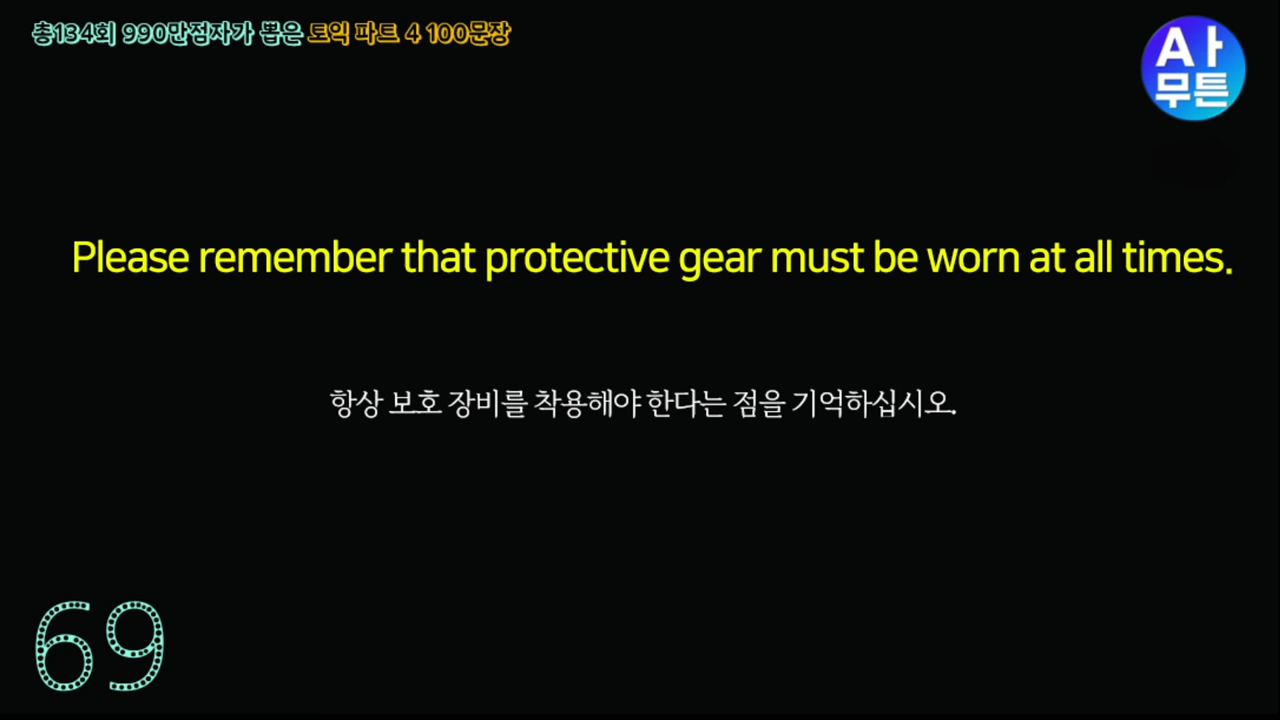 총134회 990만점자가 뽑은 토익 파트 4 100문장
사
무튼
Please remember that protective gear must be worn at all times.
항상 보호 장비를 착용해야 한다는 점을 기억하십시오.
69